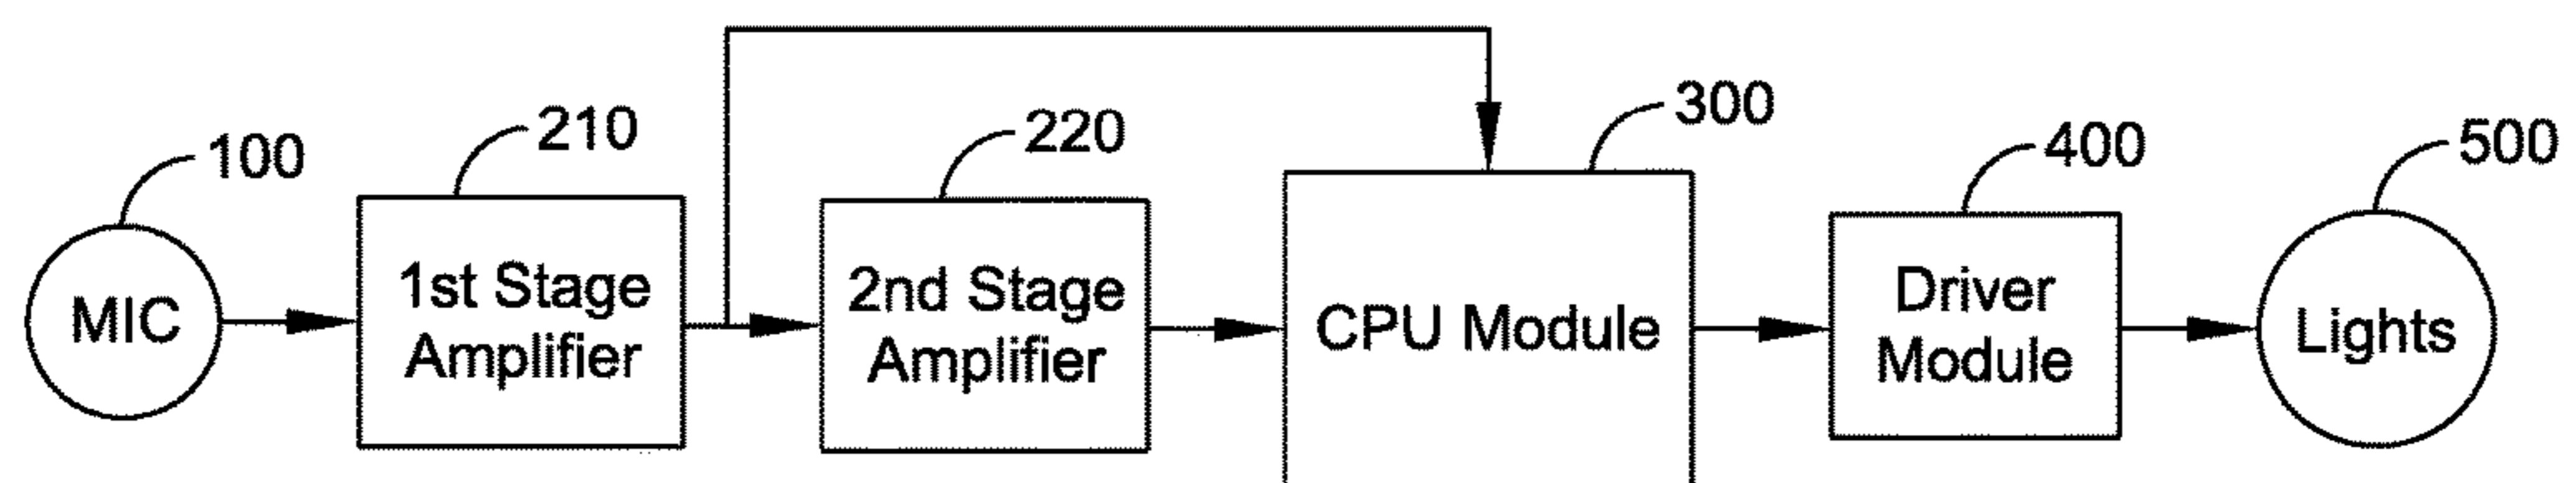 100
210
220
300
400
500
MIC
1st Stage
Amplifier
2nd Stage
Amplifier
CPU Module
Driver
Module
Lights